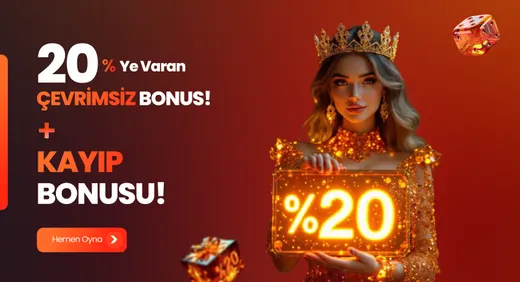 20 % Ye Varan
ÇEVRİMSİZ BONUS!
+
KAYIP
BONUSU!
Hemen Oyna
%20
%20